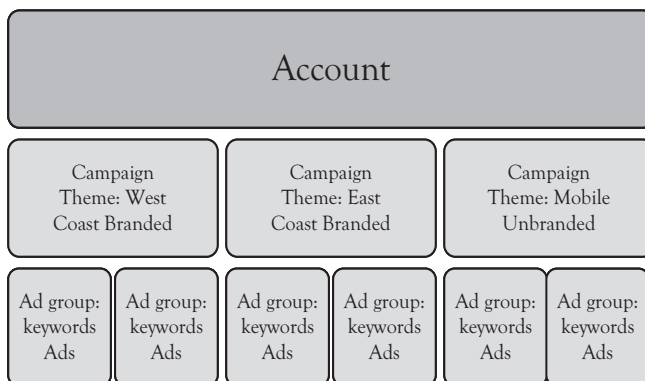 Account
Campaign
Theme: West
Coast Branded
Campaign
Theme: East
Coast Branded
Campaign
Theme: Mobile
Unbranded
Ad group:
keywords
Ads
Ad group:
keywords
Ads
Ad group:
keywords
Ads
Ad group:
keywords
Ads
Ad group:
keywords
Ads
Ad group:
keywords
Ads